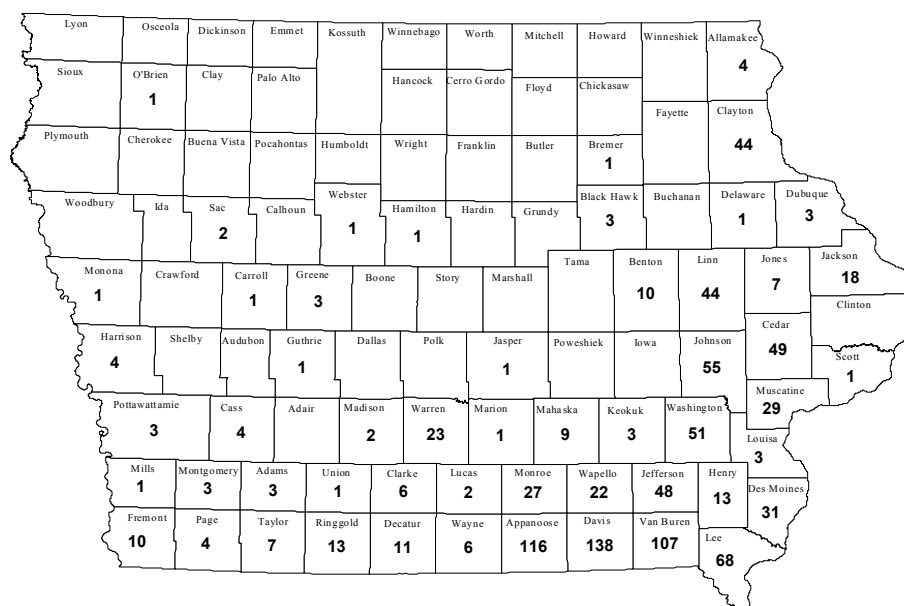 Lyon Osceola Dickinson Emmet Kossuth Winnebago Worth Mitchell Howard Winneshiek Allamakee
4
Sioux O'Brien Clay Palo Alto Hancock Cerro Gordo Floyd Chickasaw
1
Fayette Clayton
44
Plymouth Cherokee Buena Vista Pocahontas Humboldt Wright Franklin Butler Bremer
1
Woodbury Ida Sac Calhoun Webster Hamilton Hardin Grundy Black Hawk Buchanan Delaware Dubuque
2 1 1 3 1 3
Monona Crawford Carroll Greene Boone Story Marshall Tama Benton Linn Jones Jackson
1 1 3 10 44 7 18
Clinton
Harrison Shelby Audubon Guthrie Dallas Polk Jasper Poweshiek Iowa Johnson Cedar Scott
4 1 1 55 49 1
Pottawattamie Cass Adair Madison Warren Marion Mahaska Keokuk Washington Muscatine
3 4 2 23 1 9 3 51 29
Louisa
3
Mills Montgomery Adams Union Clarke Lucas Monroe Wapello Jefferson Henry Des Moines
1 3 3 1 6 2 27 22 48 13 31
Fremont Page Taylor Ringgold Decatur Wayne Appanoose Davis Van Buren Lee
10 4 7 13 11 6 116 138 107 68